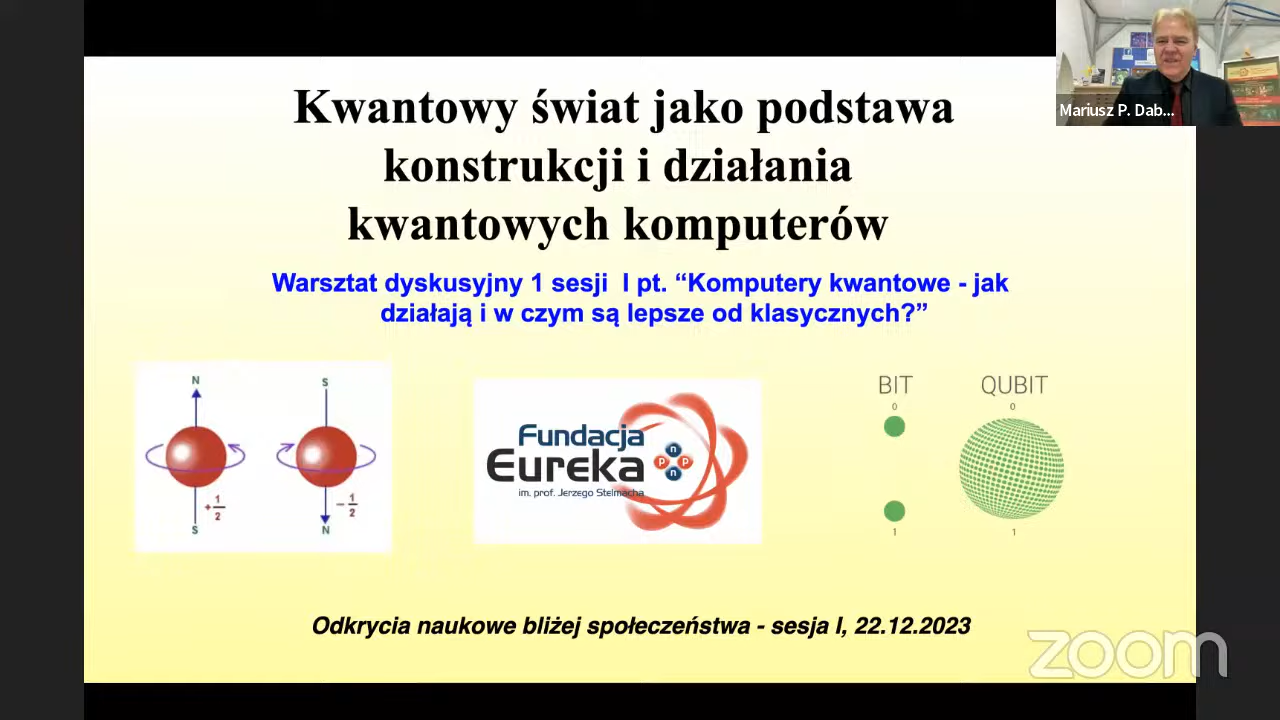 Mariusz P. Dab...
Kwantowy świat jako podstawa
konstrukcji i działania
kwantowych komputerów
Warsztat dyskusyjny 1 sesji I pt. “Komputery kwantowe - jak
działają i w czym są lepsze od klasycznych?”
N
S
+1/2
S
S
-1/2
N
Fundacja
Eureka
im. prof. Jerzego Stelmacha
n
p p
n
BIT QUBIT
0 0
1 1
Odkrycia naukowe bliżej społeczeństwa - sesja I, 22.12.2023
zoom